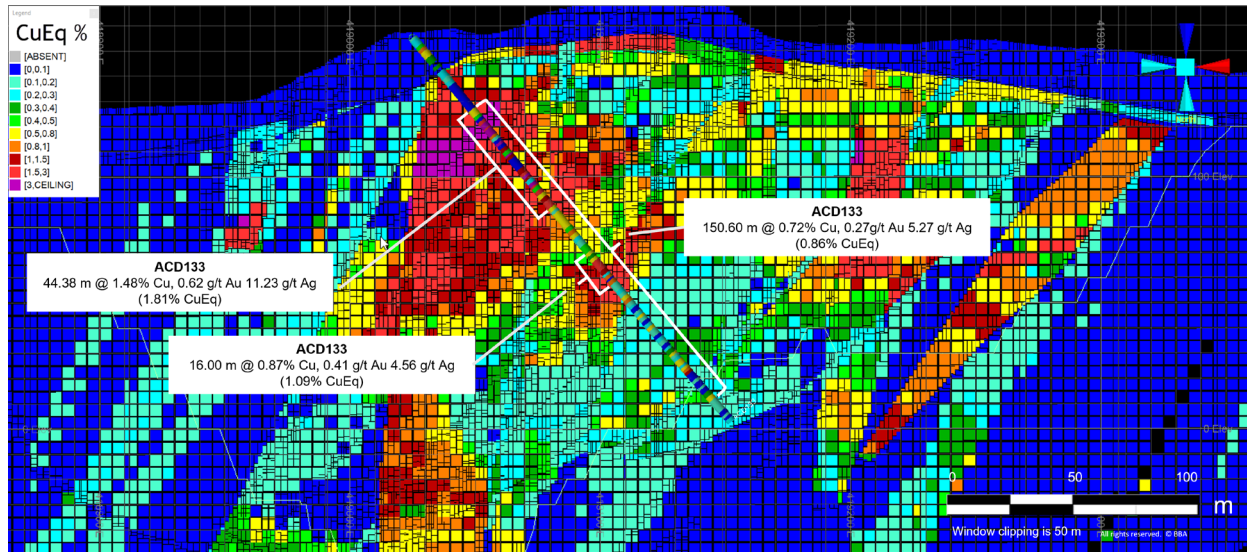 Legend
CuEq %
[ABSENT]
[0,0.1]
[0.1,0.2]
[0.2,0.3]
[0.3,0.4]
[0.4,0.5]
[0.5,0.8]
[0.8,1]
[1,1.5]
[1.5,3]
[3,CEILING]
100 Elev
ACD133
150.60 m @ 0.72% Cu, 0.27g/t Au 5.27 g/t Ag
(0.86% CuEq)
ACD133
44.38 m @ 1.48% Cu, 0.62 g/t Au 11.23 g/t Ag
(1.81% CuEq)
ACD133
16.00 m @ 0.87% Cu, 0.41 g/t Au 4.56 g/t Ag
(1.09% CuEq)
0 Elev
0 50 100
m
Window clipping is 50 m
All rights reserved. © BBA